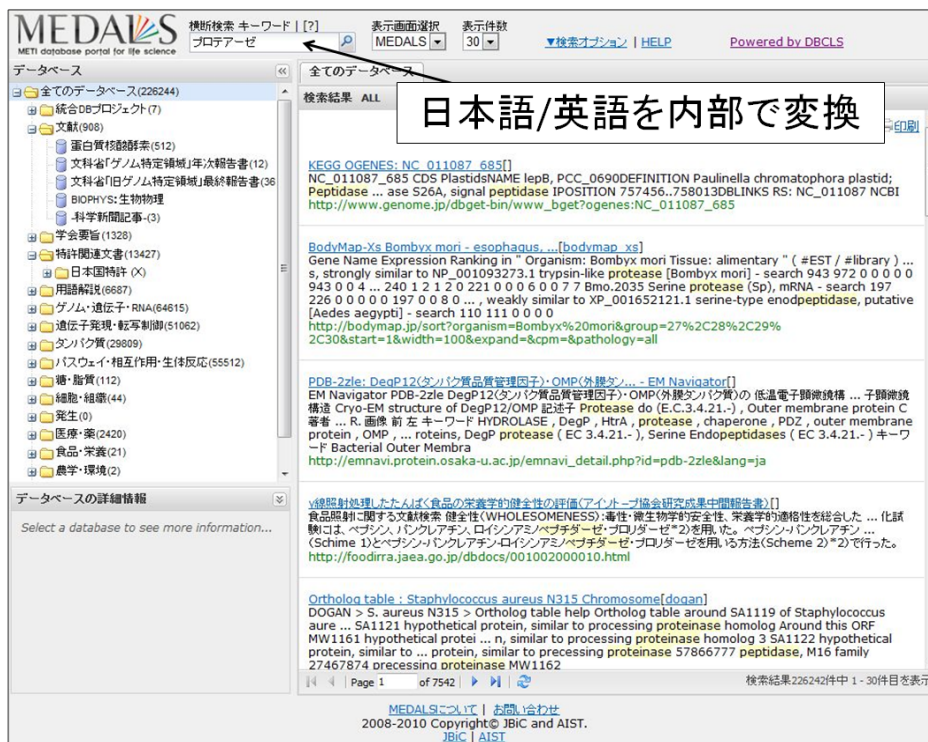 MEDALS
METI database portal for life science
横断検索 キーワード | [?]
プロテアーゼ
表示画面選択
MEDALS
表示件数
30
▼検索オプション | HELP
Powered by DBCLS
日本語/英語を内部で変換
データベース
全てのデータベース(226244)
統合DBプロジェクト(7)
文献(908)
蛋白質核酸酵素(512)
文科省「ゲノム特定領域」年次報告書(12)
文科省「旧ゲノム特定領域」最終報告書(36
BIOPHYS: 生物物理
-科学新聞記事-(3)
学会要旨(1328)
特許関連文書(13427)
日本国特許 (X)
用語解説(6687)
ゲノム・遺伝子・RNA(64615)
遺伝子発現・転写制御(51062)
タンパク質(29809)
パスウェイ・相互作用・生体反応(55512)
糖・脂質(112)
細胞・組織(44)
発生(0)
医療・薬(2420)
食品・栄養(21)
農学・環境(2)
データベースの詳細情報
Select a database to see more information...
全てのデータベース
検索結果 ALL
印刷
KEGG OGENES: NC_011087_685[]
NC_011087_685 CDS PlastidsNAME lepB, PCC_0690DEFINITION Paulinella chromatophora plastid;
Peptidase ... ase S26A, signal peptidase IPOSITION 757456..758013DBLINKS RS: NC_011087 NCBI
http://www.genome.jp/dbget-bin/www_bget?ogenes:NC_011087_685
BodyMap-Xs Bombyx mori - esophagus, ...[bodymap_xs]
Gene Name Expression Ranking in " Organism: Bombyx mori Tissue: alimentary " ( #EST / #library ) ...
s, strongly similar to NP_001093273.1 trypsin-like protease [Bombyx mori] - search 943 972 0 0 0 0 0
943 0 0 4 ... 240 1 2 1 2 0 221 0 0 0 6 0 0 7 7 Bmo.2035 Serine protease (Sp), mRNA - search 197
226 0 0 0 0 0 197 0 0 8 0 ... , weakly similar to XP_001652121.1 serine-type enodpeptidase, putative
[Aedes aegypti] - search 110 111 0 0 0 0
http://bodymap.jp/sort?organism=Bombyx%20mori&group=27%2C28%2C29%
2C30&start=1&width=100&expand=&cpm=&pathology=all
PDB-2zle: DegP12(タンパク質品質管理因子)・OMP(外膜タン... - EM Navigator[]
EM Navigator PDB-2zle DegP12(タンパク質品質管理因子)・OMP(外膜タンパク質)の 低温電子顕微鏡構 ... 子顕微鏡
構造 Cryo-EM structure of DegP12/OMP 記述子 Protease do (E.C.3.4.21.-) , Outer membrane protein C
著者 ... R. 画像 前 左 キーワード HYDROLASE , DegP , HtrA , protease , chaperone , PDZ , outer membrane
protein , OMP , ... roteins, DegP protease ( EC 3.4.21.- ), Serine Endopeptidases ( EC 3.4.21.- ) キーワ
ード Bacterial Outer Membra
http://emnavi.protein.osaka-u.ac.jp/emnavi_detail.php?id=pdb-2zle&lang=ja
γ線照射処理したたんぱく食品の栄養学的健全性の評価(アイソトープ協会研究成果中間報告書)[]
食品照射に関する文献検索 健全性(WHOLESOMENESS):毒性・微生物学的安全性、栄養学的適格性を総合した ... 化試
験には、ペプシン、パンクレアチン、ロイシンアミノペプチダーゼ・プロリダーゼ*2)を用いた。 ペプシン-パンクレアチン ...
(Schime 1)とペプシン-パンクレアチン-ロイシンアミノペプチダーゼ・プロリダーゼを用いる方法(Scheme 2)*2)で行った。
http://foodirra.jaea.go.jp/dbdocs/001002000010.html
Ortholog table : Staphylococcus aureus N315 Chromosome[dogan]
DOGAN > S. aureus N315 > Ortholog table help Ortholog table around SA1119 of Staphylococcus
aure ... SA1121 hypothetical protein, similar to processing proteinase homolog Around this ORF
MW1161 hypothetical protei ... n, similar to processing proteinase homolog 3 SA1122 hypothetical
protein, similar to ... protein, similar to precessing proteinase 57866777 peptidase, M16 family
27467874 precessing proteinase MW1162
Page 1 of 7542
検索結果226242件中 1 - 30件目を表示
MEDALSについて | お問い合わせ
2008-2010 Copyright© JBiC and AIST.
JBiC | AIST